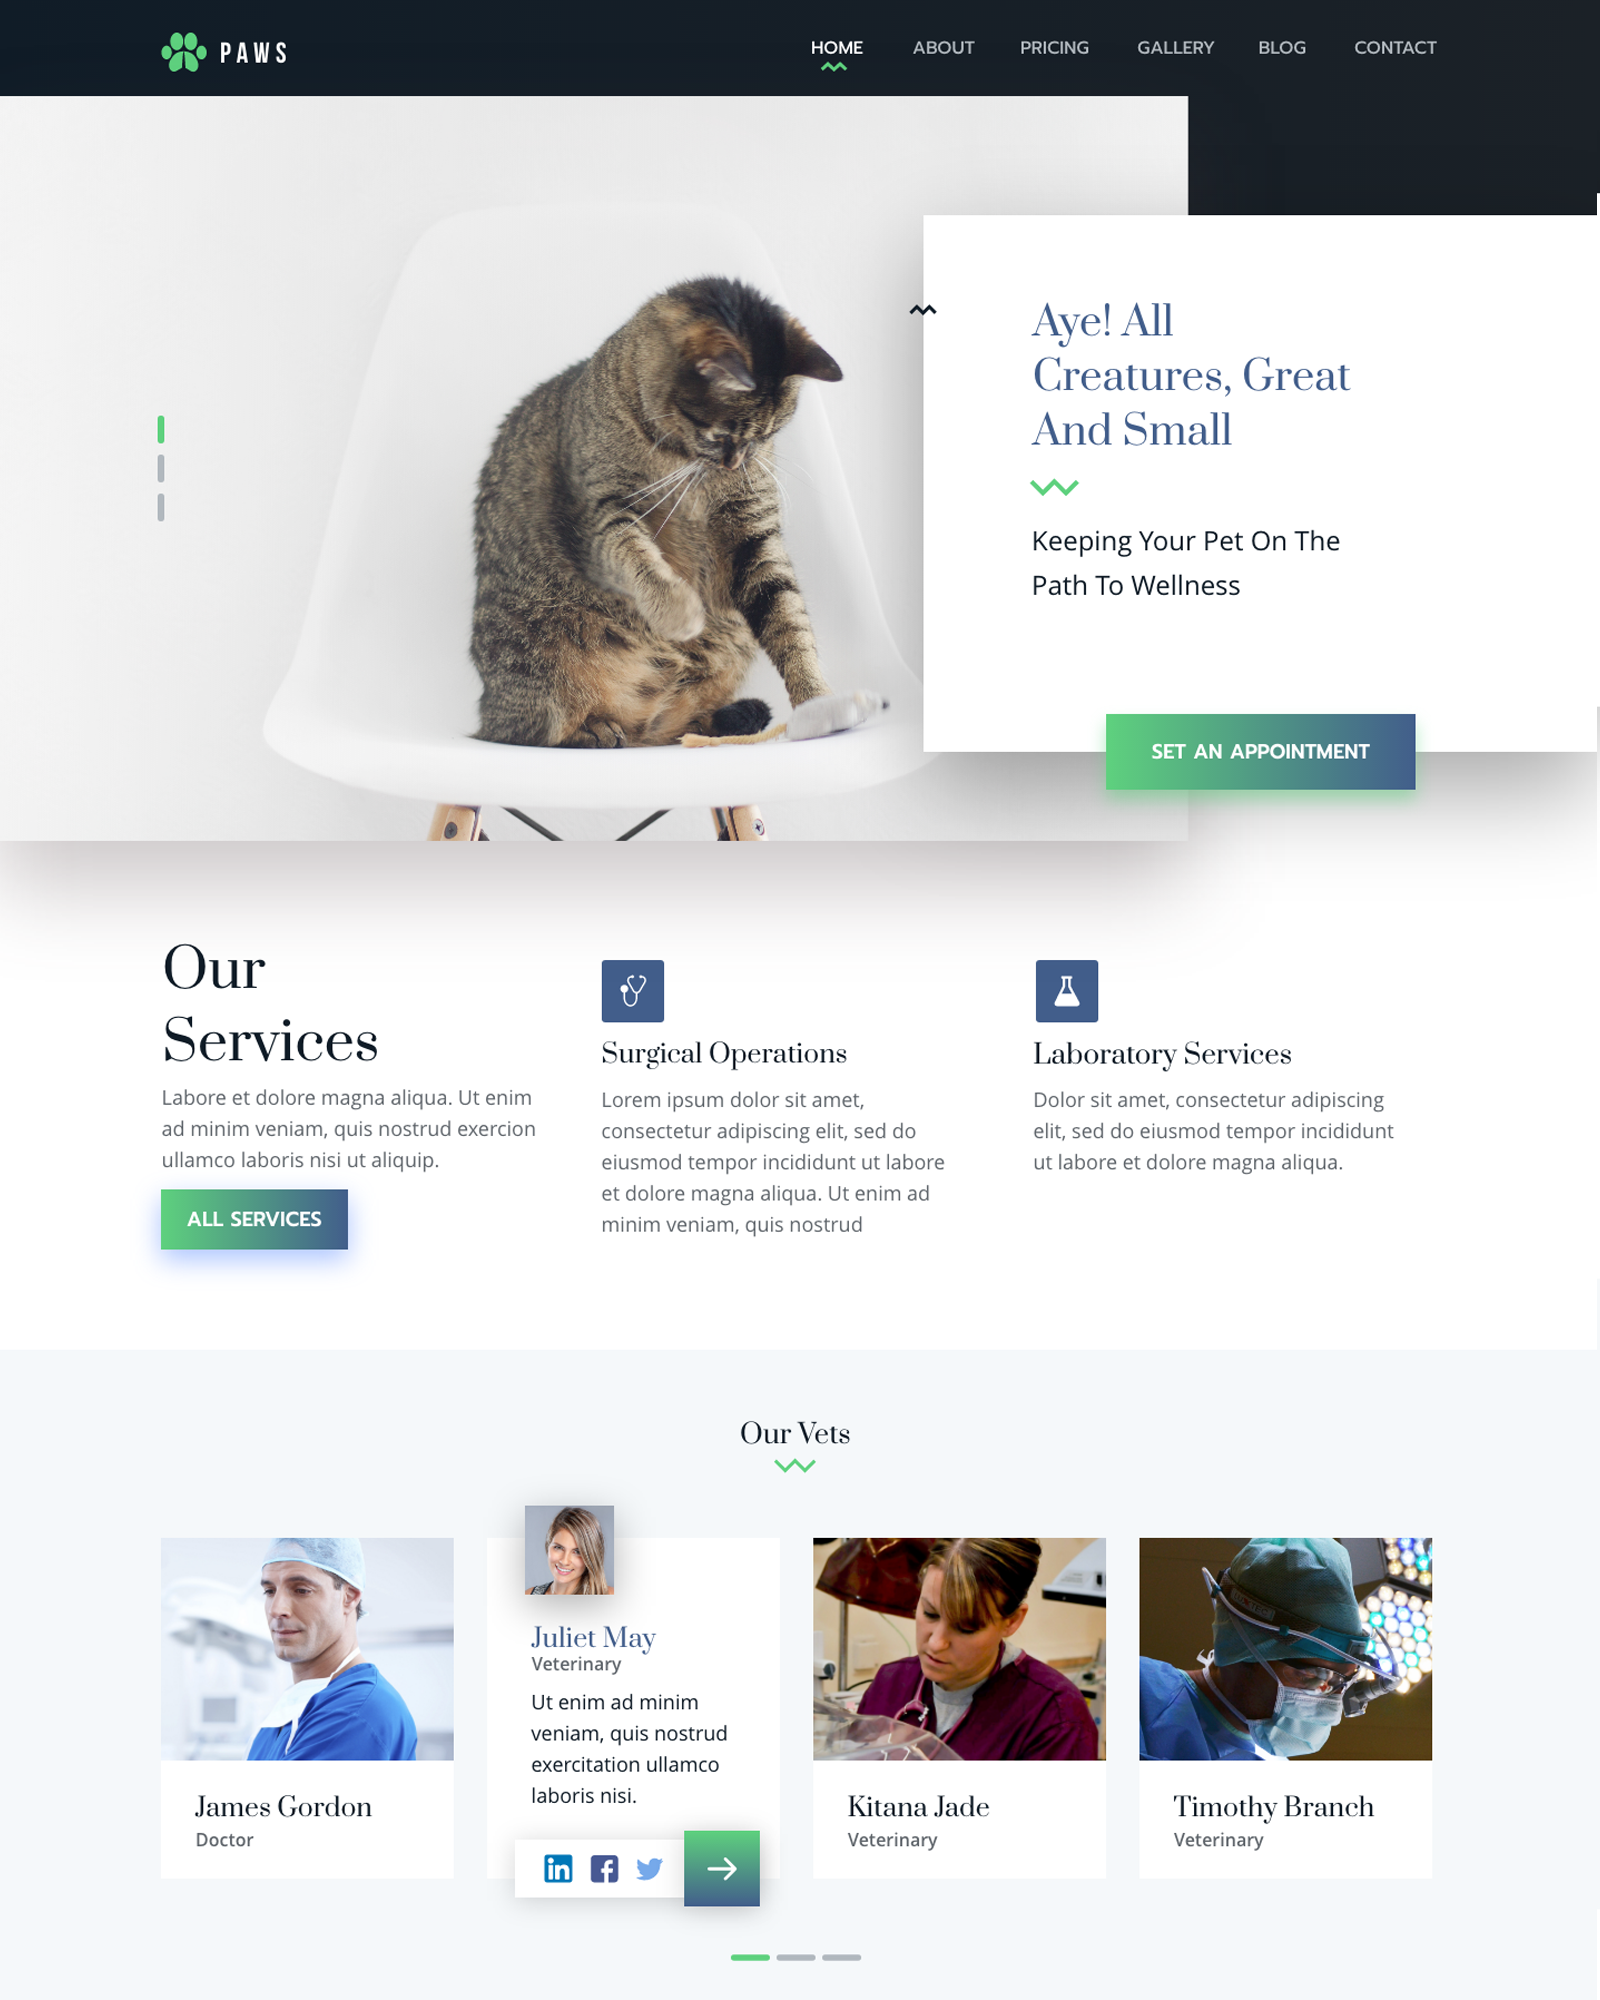 PAWS
HOME ABOUT PRICING GALLERY BLOG CONTACT
Aye! All
Creatures, Great
And Small
Keeping Your Pet On The
Path To Wellness
SET AN APPOINTMENT
Our
Services
Labore et dolore magna aliqua. Ut enim
ad minim veniam, quis nostrud exercion
ullamco laboris nisi ut aliquip.
ALL SERVICES
Surgical Operations
Lorem ipsum dolor sit amet,
consectetur adipiscing elit, sed do
eiusmod tempor incididunt ut labore
et dolore magna aliqua. Ut enim ad
minim veniam, quis nostrud
Laboratory Services
Dolor sit amet, consectetur adipiscing
elit, sed do eiusmod tempor incididunt
ut labore et dolore magna aliqua.
Our Vets
James Gordon
Doctor
Juliet May
Veterinary
Ut enim ad minim
veniam, quis nostrud
exercitation ullamco
laboris nisi.
in f
Kitana Jade
Veterinary
Timothy Branch
Veterinary